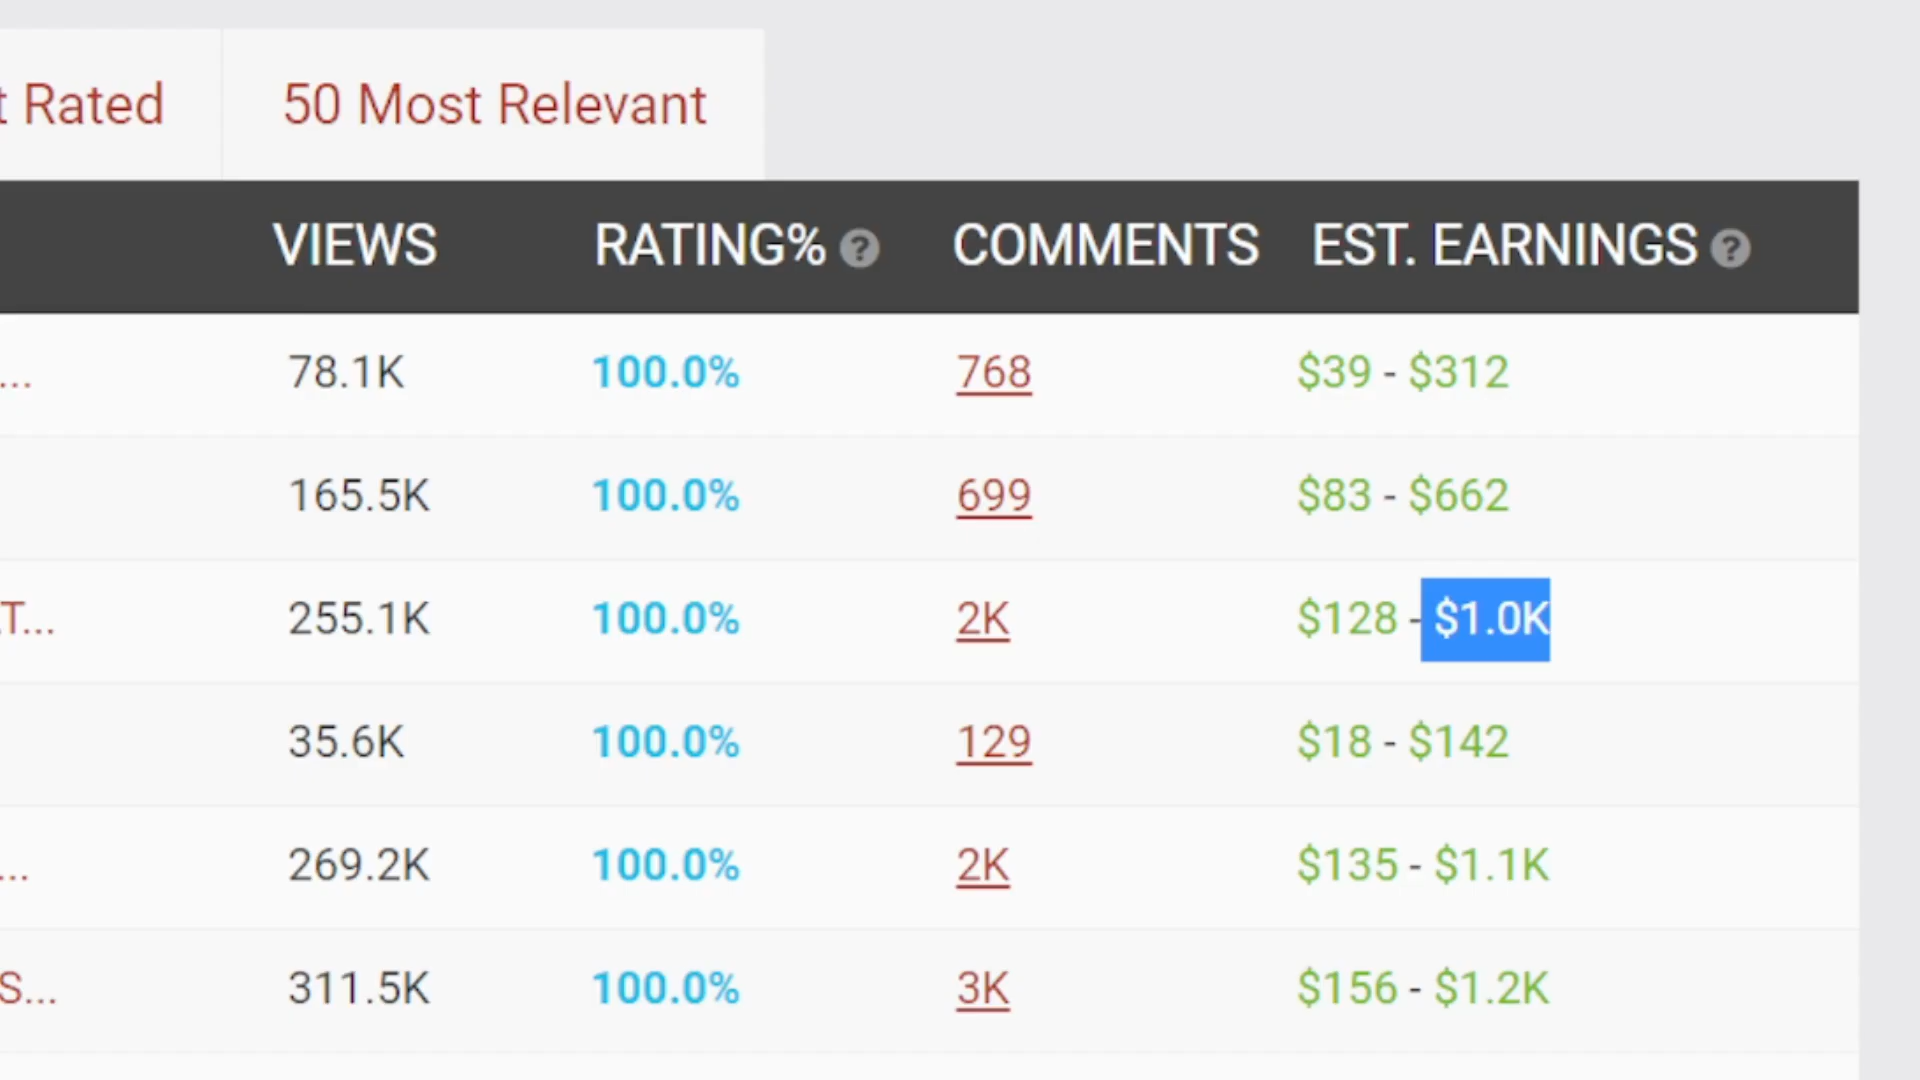 t Rated 50 Most Relevant
VIEWS RATING% ? COMMENTS EST. EARNINGS ?
... 78.1K 100.0% 768 $39 - $312
165.5K 100.0% 699 $83 - $662
T... 255.1K 100.0% 2K $128 - $1.0K
35.6K 100.0% 129 $18 - $142
... 269.2K 100.0% 2K $135 - $1.1K
S... 311.5K 100.0% 3K $156 - $1.2K